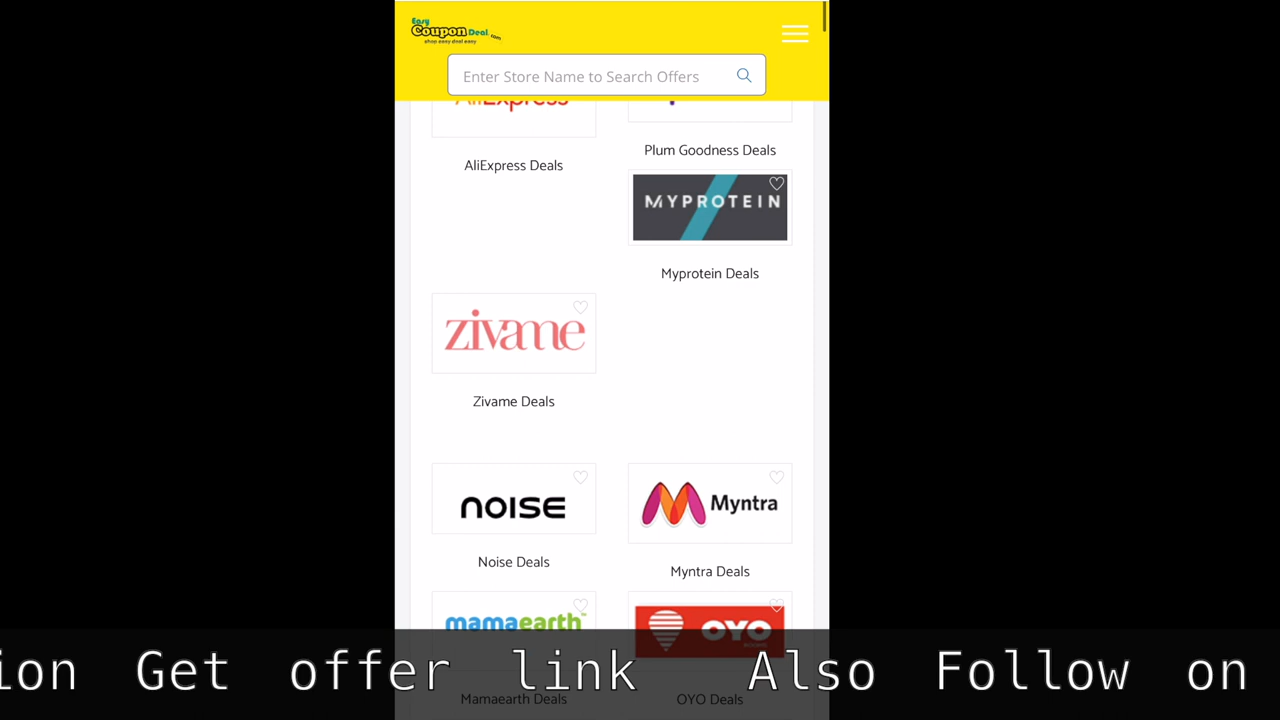 Easy
Coupon Deal.com
shop easy deal easy
Enter Store Name to Search Offers
AliExpress
AliExpress Deals
Plum Goodness Deals
MYPROTEIN
Myprotein Deals
zivame
Zivame Deals
noise
Noise Deals
Myntra
Myntra Deals
mamaearth™
Mamaearth Deals
OYO
OYO Deals
ion Get offer link Also Follow on